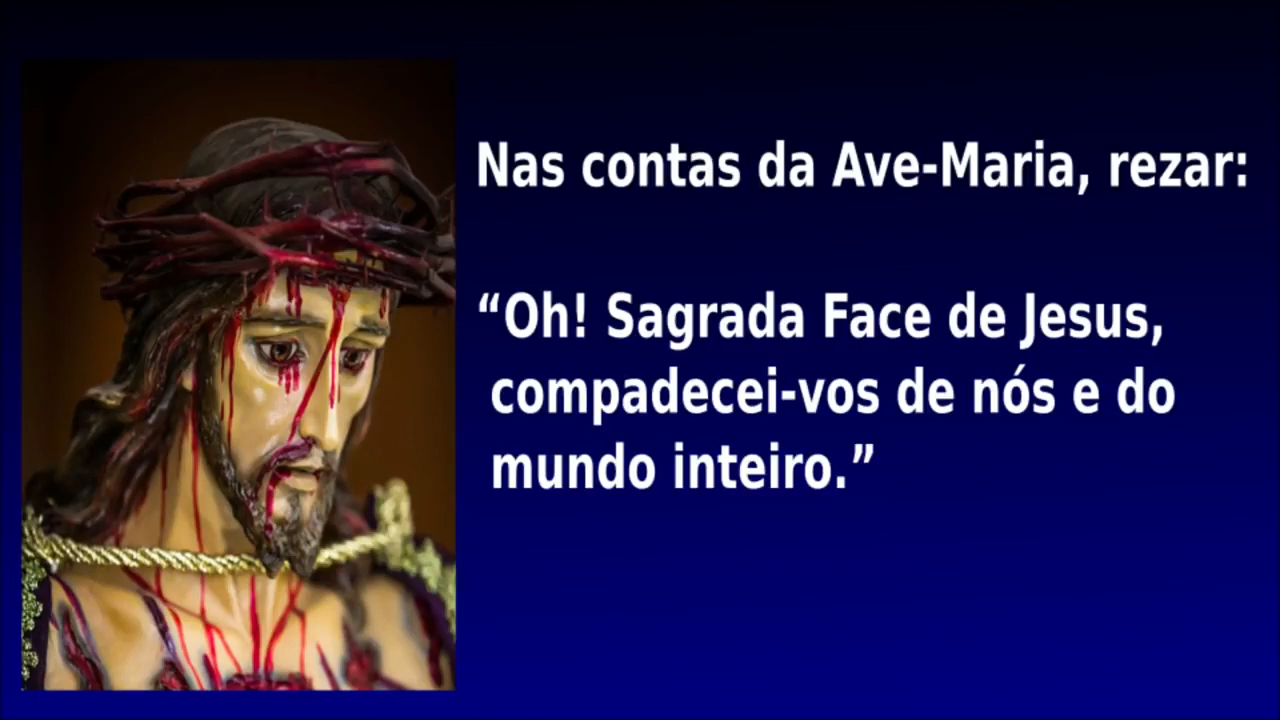 Nas contas da Ave-Maria, rezar:
“Oh! Sagrada Face de Jesus,
compadecei-vos de nós e do
mundo inteiro.”